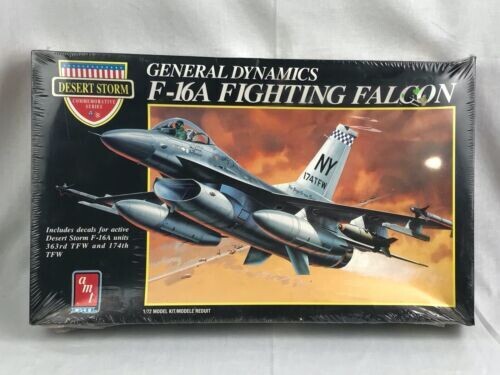 DESERT STORM
COMMEMORATIVE
SERIES
GENERAL DYNAMICS
F-16A FIGHTING FALCON
NY
174TFW
Includes decals for active
Desert Storm F-16A units
363rd TFW and 174th
TFW
amt
ERTL
1/72 MODEL KIT/MODELE REDUIT